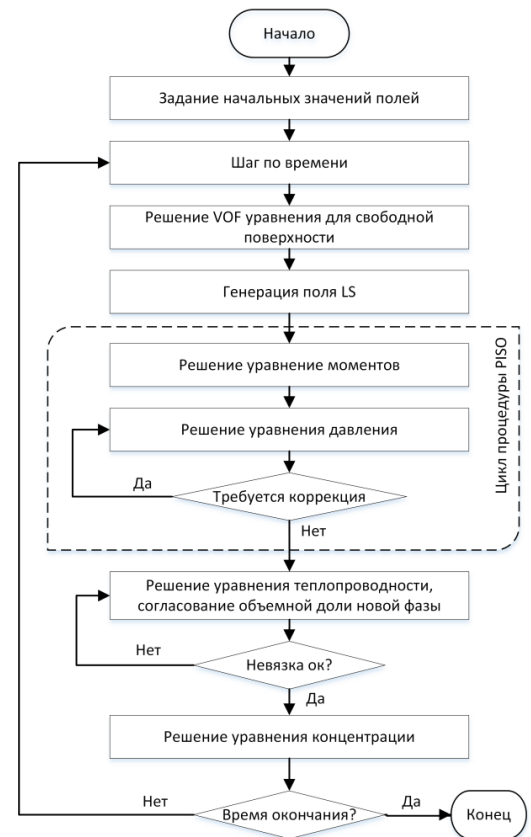 Начало
Задание начальных значений полей
Шаг по времени
Решение VOF уравнения для свободной
поверхности
Генерация поля LS
Цикл процедуры PISO
Решение уравнение моментов
Решение уравнения давления
Да
Требуется коррекция
Нет
Решение уравнения теплопроводности,
согласование объемной доли новой фазы
Нет
Невязка ок?
Да
Решение уравнения концентрации
Нет
Время окончания?
Да
Конец